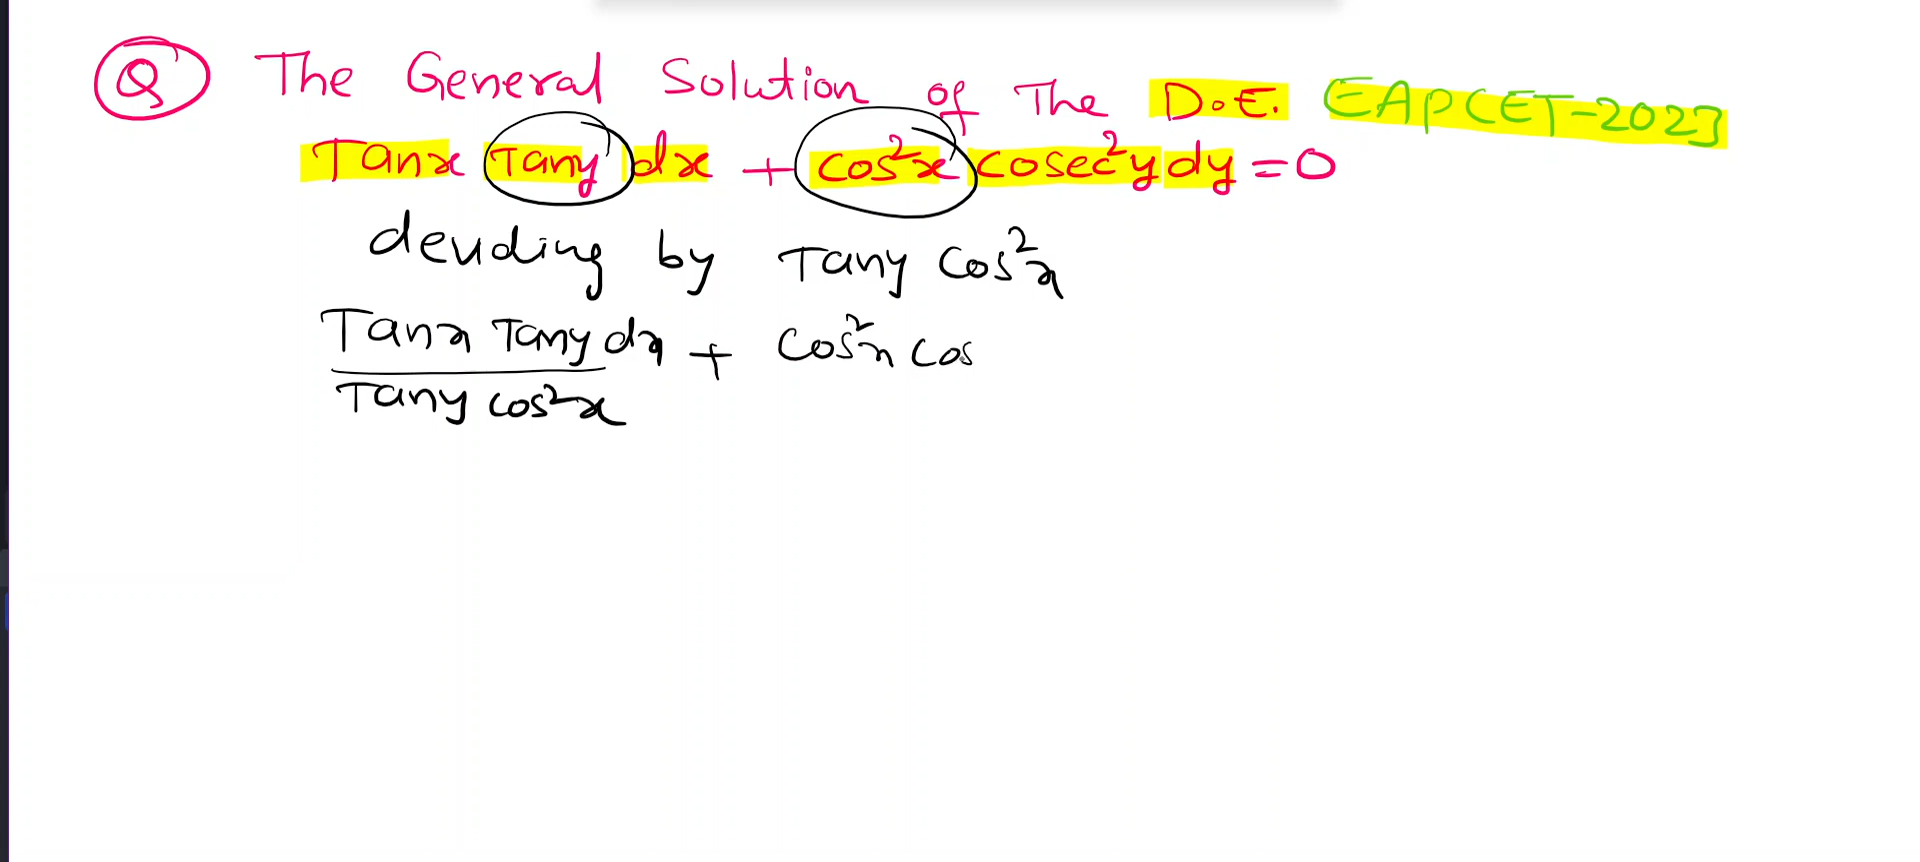 Q The General Solution of The D.E. EAPCET-2023
Tanx Tany dx + cos²x cosec²y dy = 0
deuding by Tany Cos²x
Tanx Tany dx + Cos²x Cos
Tany cos²x